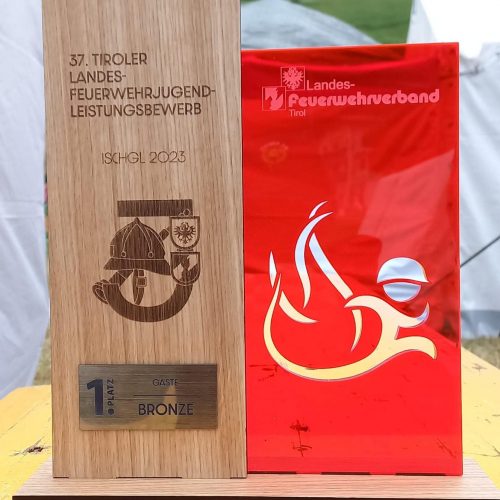 37. TIROLER
LANDES-
FEUERWEHRJUGEND-
LEISTUNGSBEWERB
ISCHGL 2023
1. PLATZ
GÄSTE
BRONZE
Landes-
Feuerwehrverband
Tirol